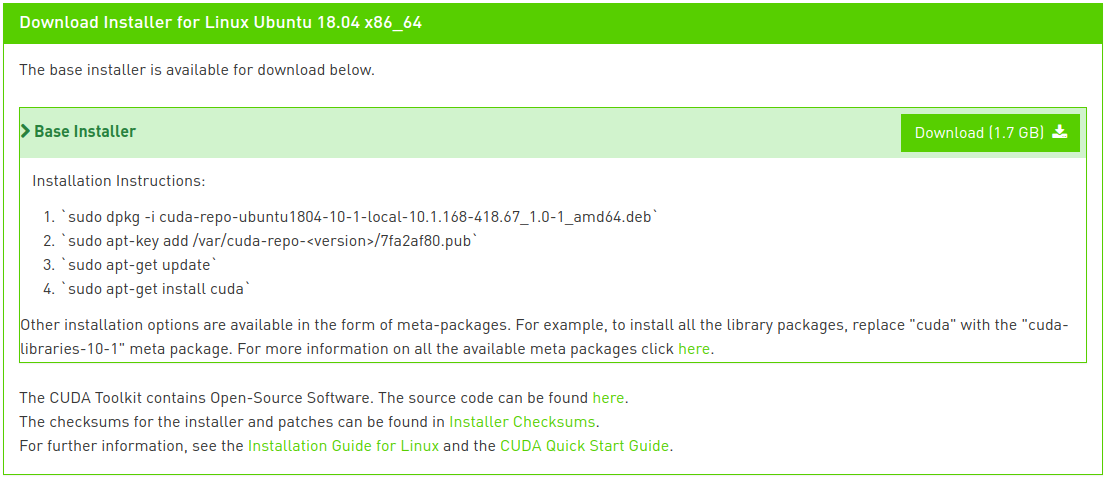 Download Installer for Linux Ubuntu 18.04 x86_64
The base installer is available for download below.
Base Installer
Download (1.7 GB)
Installation Instructions:
1. `sudo dpkg -i cuda-repo-ubuntu1804-10-1-local-10.1.168-418.67_1.0-1_amd64.deb`
2. `sudo apt-key add /var/cuda-repo-<version>/7fa2af80.pub`
3. `sudo apt-get update`
4. `sudo apt-get install cuda`
Other installation options are available in the form of meta-packages. For example, to install all the library packages, replace "cuda" with the "cuda-
libraries-10-1" meta package. For more information on all the available meta packages click here.
The CUDA Toolkit contains Open-Source Software. The source code can be found here.
The checksums for the installer and patches can be found in Installer Checksums.
For further information, see the Installation Guide for Linux and the CUDA Quick Start Guide.